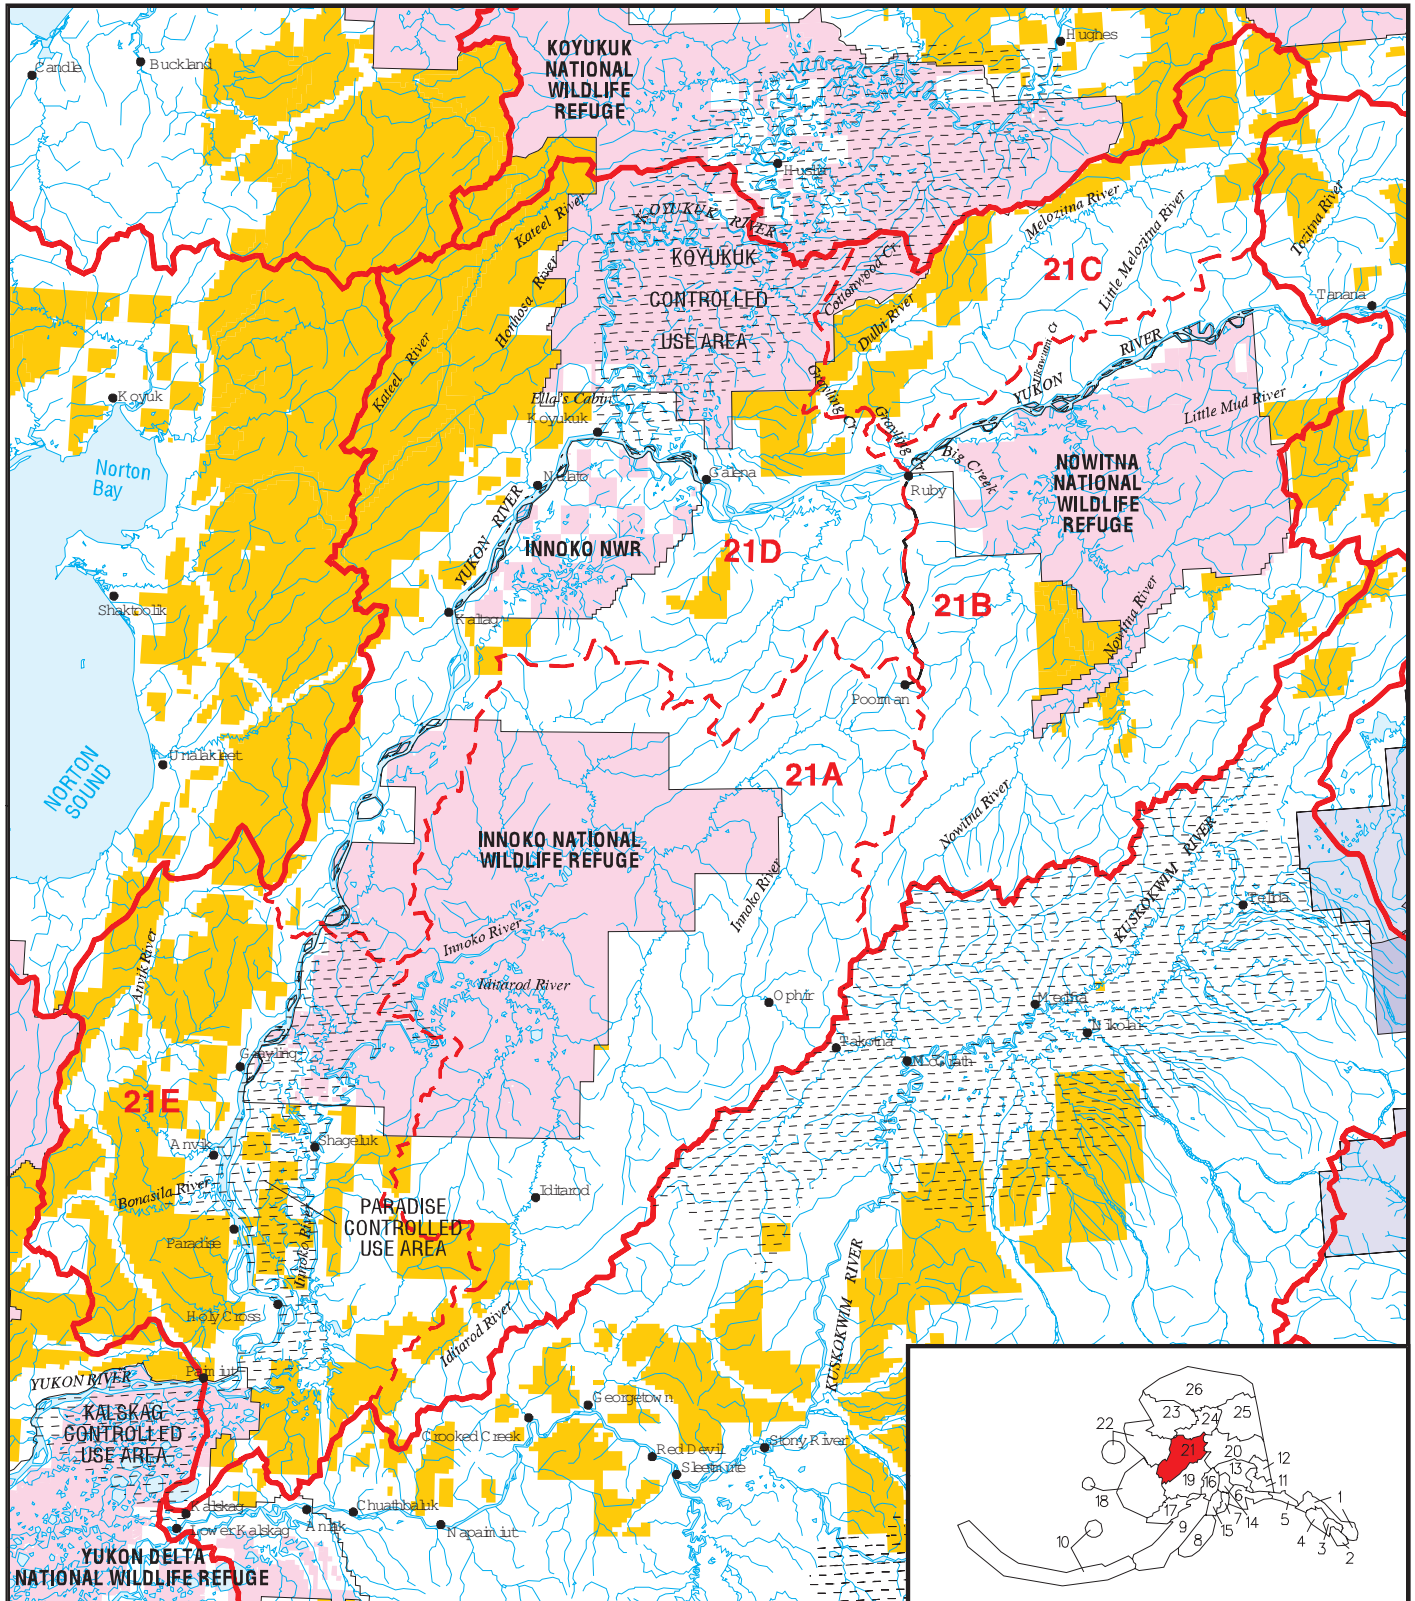 Candle
Buckland
KOYUKUK
NATIONAL
WILDLIFE
REFUGE
Hughes
Huslia
KOYUKUK RIVER
Kateel River
Melozitna River
Little Melozitna River
Tozitna River
21C
KOYUKUK
CONTROLLED
USE AREA
Honhosa River
Cottonwood Cr.
Dulbi River
Tanana
Kateel River
Koyuk
YUKON RIVER
Little Mud River
Ella's Cabin
Koyukuk
Grayling Cr.
Grayling Cr.
Big Creek
Norton
Bay
Nulato
Galena
Ruby
NOWITNA
NATIONAL
WILDLIFE
REFUGE
YUKON RIVER
INNOKO NWR
21D
21B
Shaktoolik
Kaltag
Nowitna River
Poorman
Unalakleet
NORTON
SOUND
21A
Nowitna River
INNOKO NATIONAL
WILDLIFE REFUGE
KUSKOKWIM RIVER
Innoko River
Telida
Anvik River
Innoko River
Iditarod River
Ophir
Medfra
Nikolai
Takotna
McGrath
Grayling
21E
Anvik
Shageluk
Bonasila River
Iditarod
PARADISE
CONTROLLED
USE AREA
Paradise
Innoko River
KUSKOKWIM RIVER
Holy Cross
Iditarod River
Paimiut
YUKON RIVER
KALSKAG
CONTROLLED
USE AREA
Georgetown
Crooked Creek
Red Devil
Stony River
Sleetmute
Kalskag
Lower Kalskag
Aniak
Chuathbaluk
Napaimiut
YUKON DELTA
NATIONAL WILDLIFE REFUGE
26
23
24
25
22
21
20
13
12
11
19
16
18
17
6
7
14
15
9
8
10
5
1
4
3
2